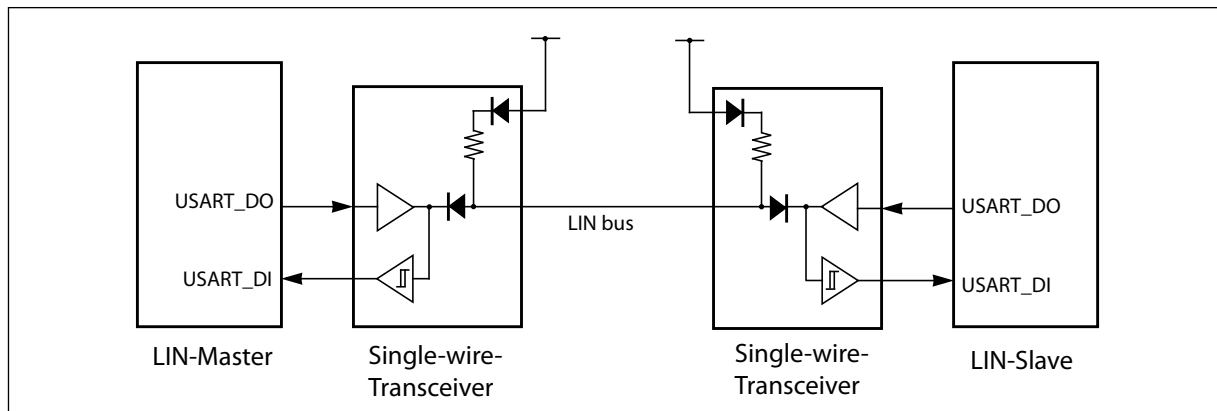 USART_DO
USART_DI
LIN bus
USART_DO
USART_DI
LIN-Master
Single-wire-
Transceiver
Single-wire-
Transceiver
LIN-Slave